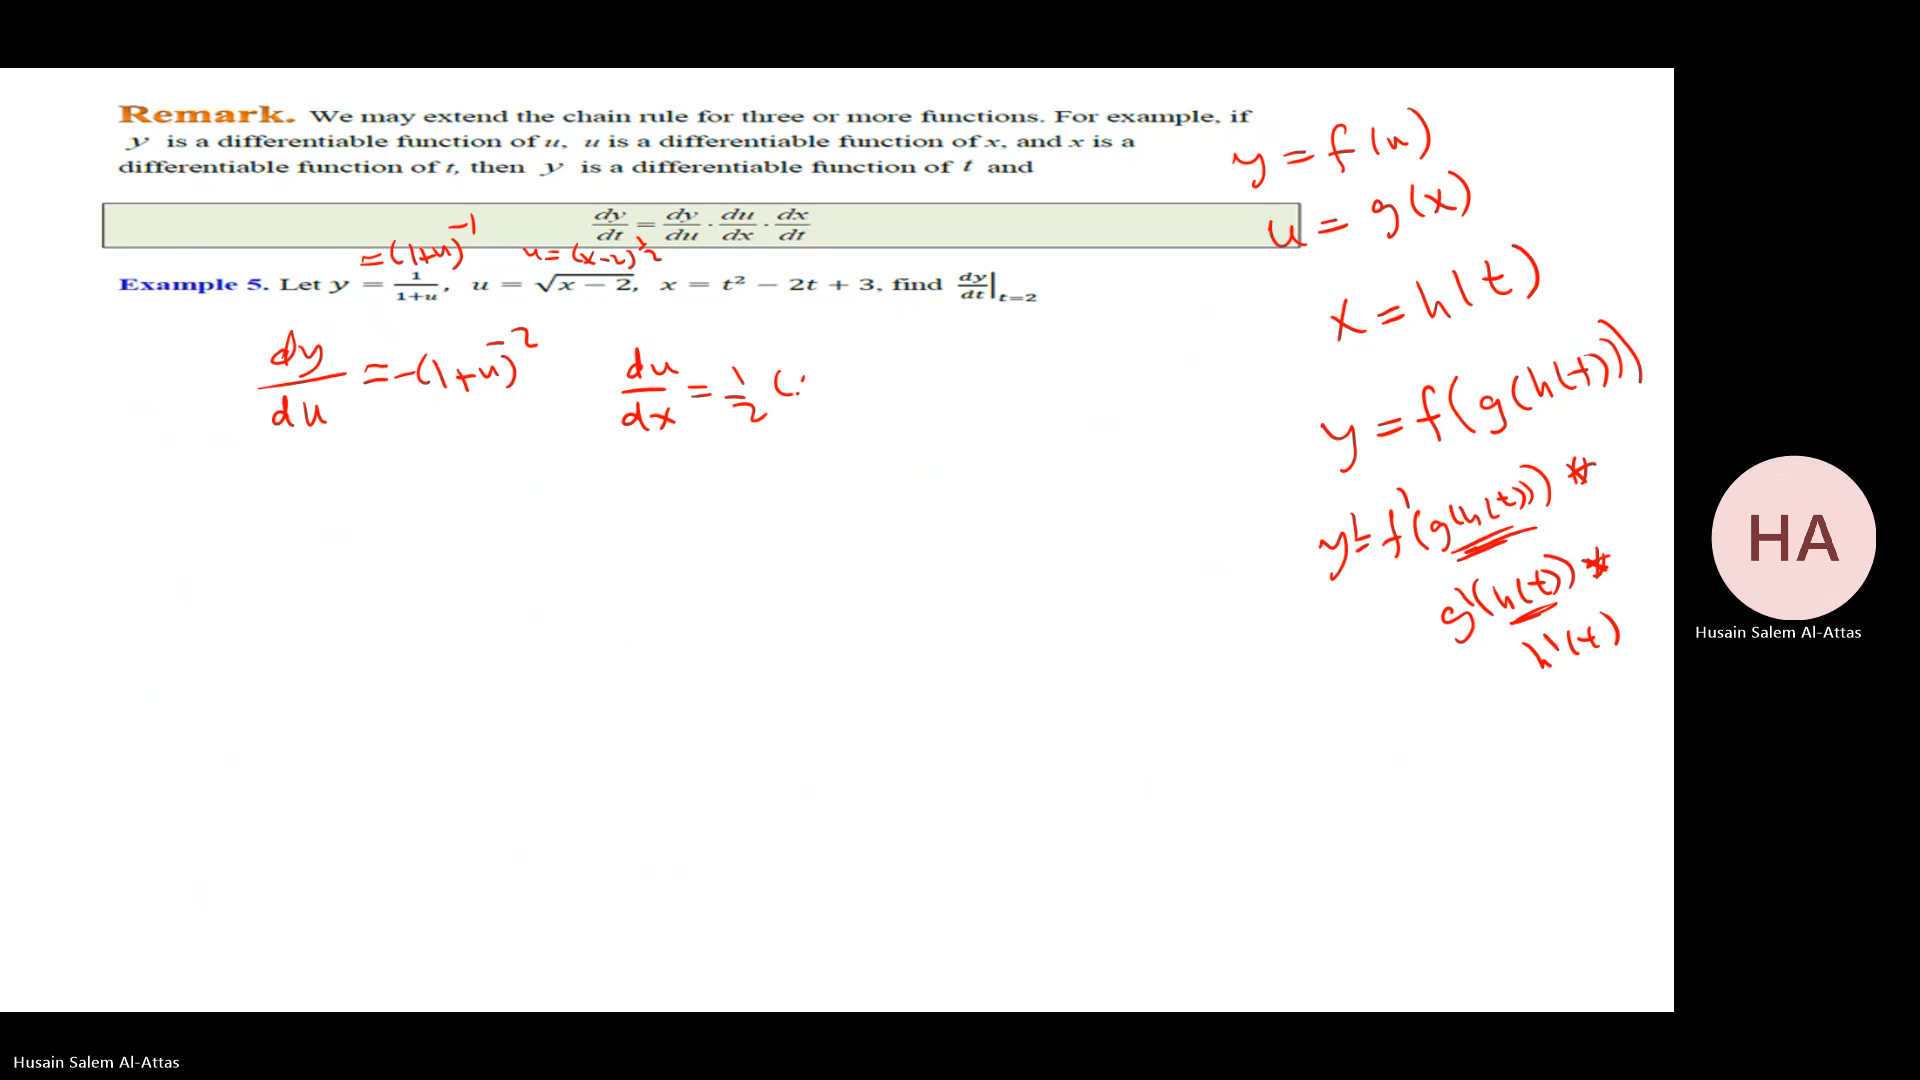 Remark. We may extend the chain rule for three or more functions. For example, if
y is a differentiable function of u, u is a differentiable function of x, and x is a
differentiable function of t, then y is a differentiable function of t and
dy/dt = dy/du · du/dx · dx/dt
= (1+u)^-1 u = (x-2)^1/2
Example 5. Let y = 1/(1+u), u = √(x − 2), x = t² − 2t + 3, find dy/dt|t=2
dy/du = -(1+u)^-2 du/dx = 1/2 (
y = f(u)
u = g(x)
x = h(t)
y = f(g(h(t)))
y' = f'(g(h(t))) *
g'(h(t)) *
h'(t)
HA
Husain Salem Al-Attas
Husain Salem Al-Attas